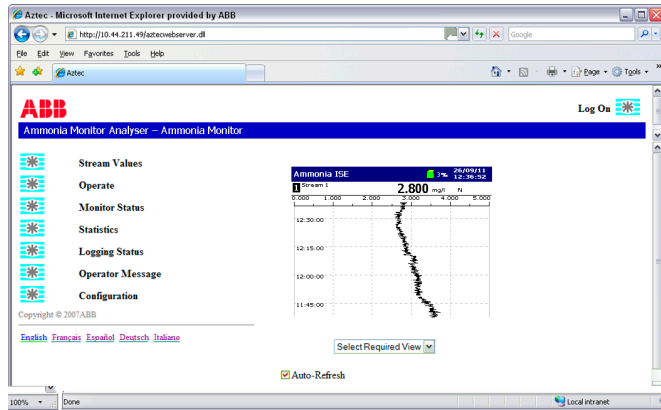 Aztec - Microsoft Internet Explorer provided by ABB
http://10.44.211.49/aztecwebserver.dl
Google
File Edit View Favorites Tools Help
Aztec
Page Tools
ABB
Log On
Ammonia Monitor Analyser – Ammonia Monitor
Stream Values
Operate
Monitor Status
Statistics
Logging Status
Operator Message
Configuration
Copyright © 2007ABB
English Français Español Deutsch Italiano
Ammonia ISE 3% 26/09/11
12:36:52
1 Stream 1 2.800 mg/l N
0.000 1.000 2.000 3.000 4.000 5.000
12:30:00
12:15:00
12:00:00
11:45:00
Select Required View
Auto-Refresh
100% Done Local intranet